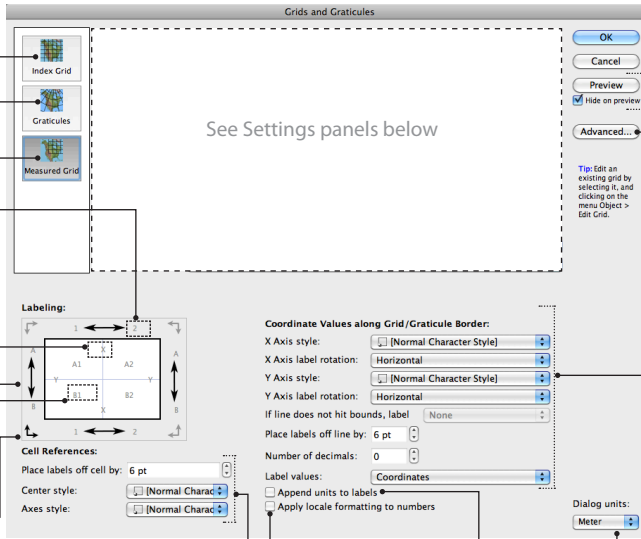 Grids and Graticules
Index Grid
Graticules
Measured Grid
See Settings panels below
OK
Cancel
Preview
Hide on preview
Advanced...
Tip: Edit an
existing grid by
selecting it, and
clicking on the
menu Object >
Edit Grid.
Labeling:
1 2
A X A
A1 A2
Y Y
B1 B2
B X B
1 2
Cell References:
Place labels off cell by: 6 pt
Center style: [Normal Charac
Axes style: [Normal Charac
Coordinate Values along Grid/Graticule Border:
X Axis style: [Normal Character Style]
X Axis label rotation: Horizontal
Y Axis style: [Normal Character Style]
Y Axis label rotation: Horizontal
If line does not hit bounds, label None
Place labels off line by: 6 pt
Number of decimals: 0
Label values: Coordinates
Append units to labels
Apply locale formatting to numbers
Dialog units:
Meter